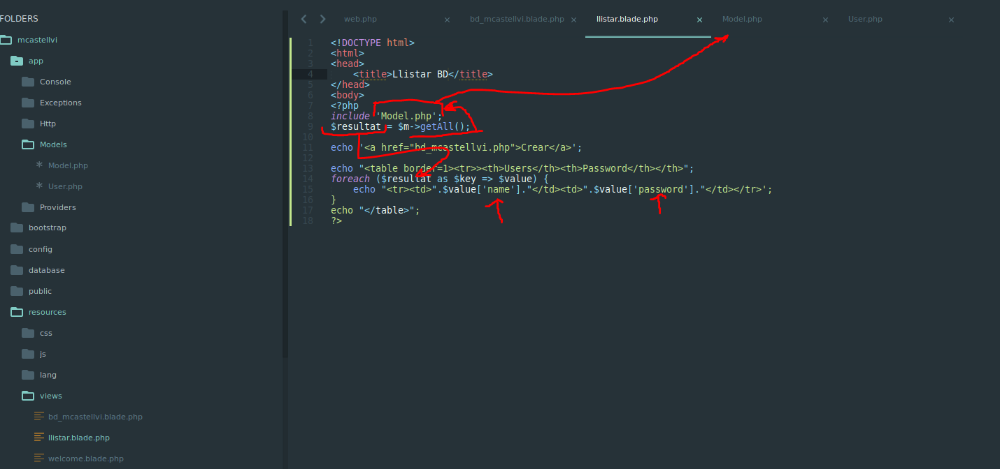 FOLDERS
mcastellvi
app
Console
Exceptions
Http
Models
* Model.php
* User.php
Providers
bootstrap
config
database
public
resources
css
js
lang
views
bd_mcastellvi.blade.php
llistar.blade.php
welcome.blade.php
web.php × bd_mcastellvi.blade.php × llistar.blade.php × Model.php × User.php ×
1 <!DOCTYPE html>
2 <html>
3 <head>
4 <title>Llistar BD</title>
5 </head>
6 <body>
7 <?php
8 include 'Model.php';
9 $resultat = $m->getAll();
10
11 echo '<a href="bd_mcastellvi.php">Crear</a>';
12
13 echo "<table border=1><tr>><th>Users</th><th>Password</th></th>";
14 foreach ($resultat as $key => $value) {
15 echo "<tr><td>".$value['name']."</td><td>".$value['password']."</td></tr>';
16 }
17 echo "</table>";
18 ?>